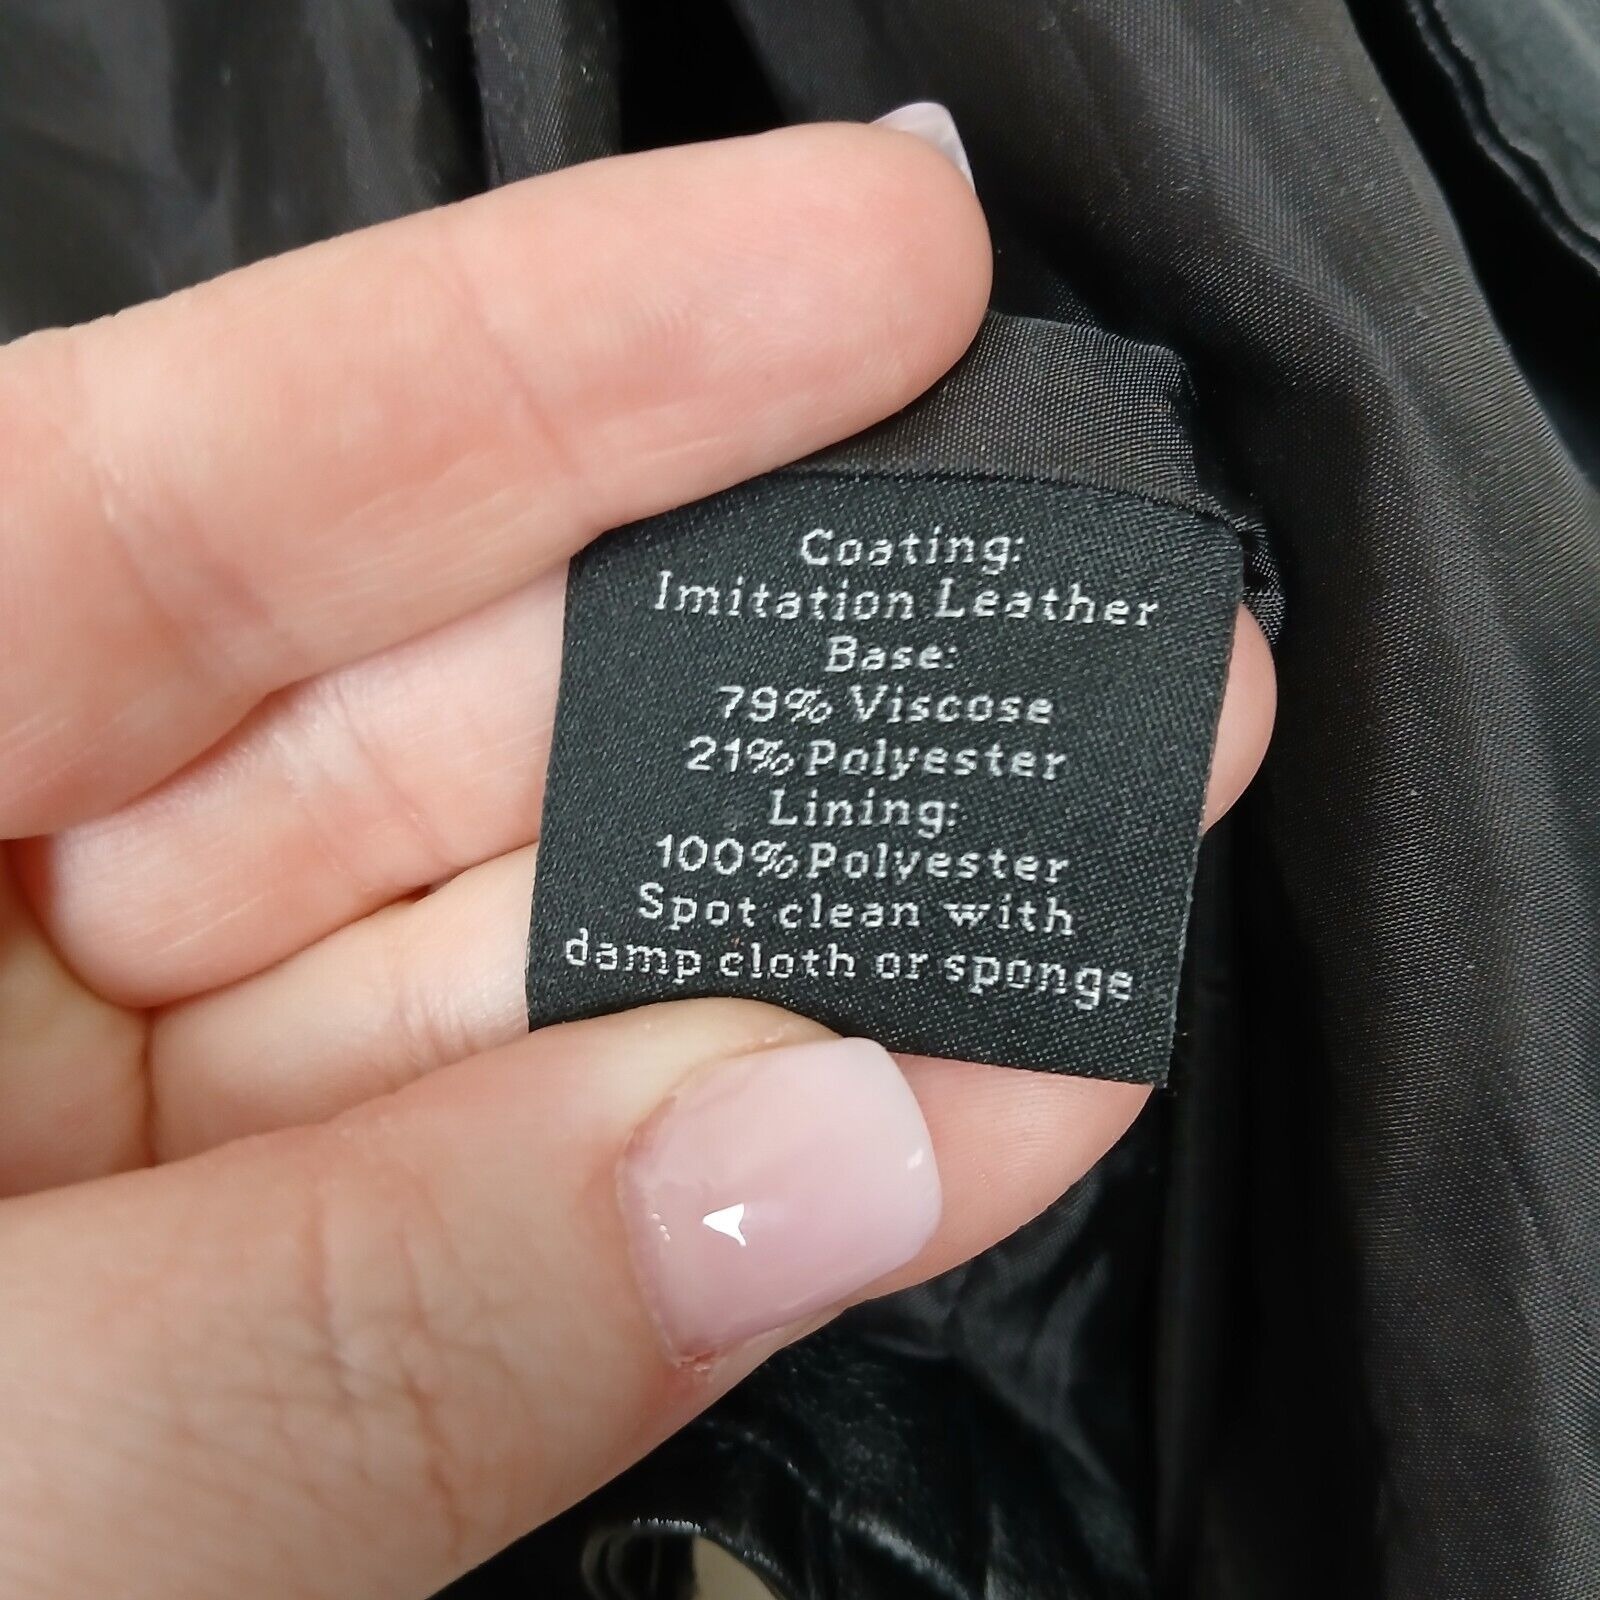 Coating:
Imitation Leather
Base:
79% Viscose
21% Polyester
Lining:
100% Polyester
Spot clean with
damp cloth or sponge